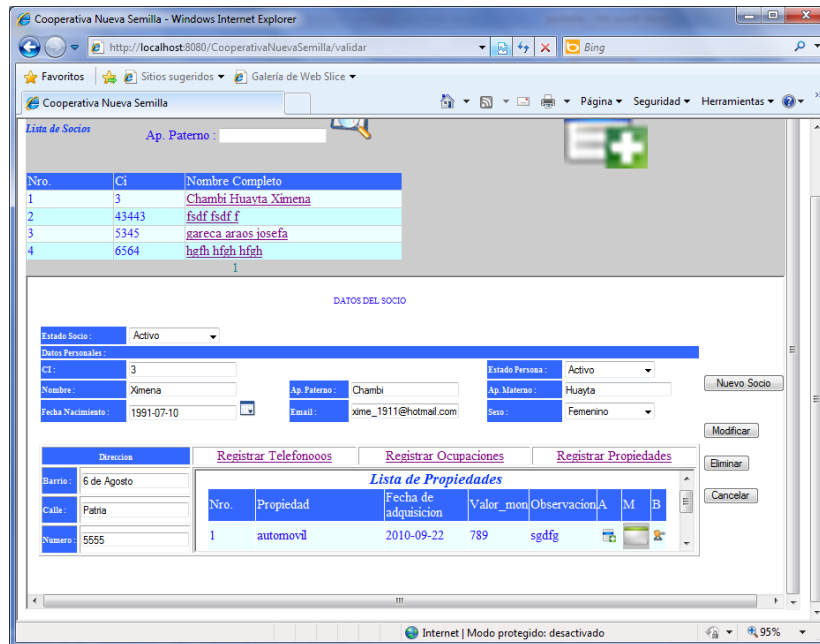 Cooperativa Nueva Semilla - Windows Internet Explorer
http://localhost:8080/CooperativaNuevaSemilla/validar
Bing
Favoritos
Sitios sugeridos
Galería de Web Slice
Cooperativa Nueva Semilla
Página
Seguridad
Herramientas
Lista de Socios
Ap. Paterno :
Nro. Ci Nombre Completo
1 3 Chambi Huayta Ximena
2 43443 fsdf fsdf f
3 5345 gareca araos josefa
4 6564 hgfh hfgh hfgh
1
DATOS DEL SOCIO
Estado Socio : Activo
Datos Personales :
CI : 3 Estado Persona : Activo
Nombre : Ximena Ap. Paterno : Chambi Ap. Materno : Huayta
Fecha Nacimiento : 1991-07-10 Email : xime_1911@hotmail.com Sexo : Femenino
Nuevo Socio
Modificar
Eliminar
Cancelar
Direccion
Barrio : 6 de Agosto
Calle : Patria
Numero : 5555
Registrar Telefonooos Registrar Ocupaciones Registrar Propiedades
Lista de Propiedades
Nro. Propiedad Fecha de adquisicion Valor_mon Observacion A M B
1 automovil 2010-09-22 789 sgdfg
Internet | Modo protegido: desactivado
95%